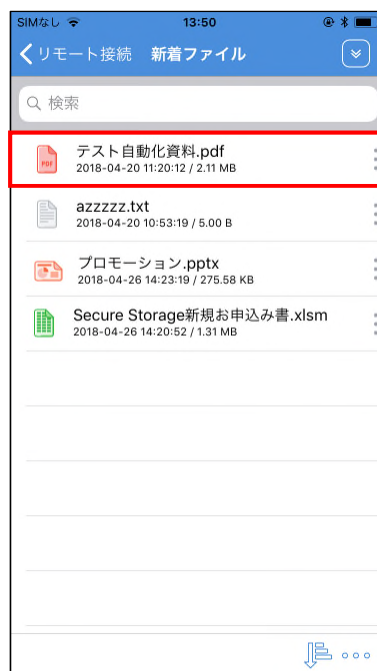 SIMなし 13:50
リモート接続 新着ファイル
検索
PDF
テスト自動化資料.pdf
2018-04-20 11:20:12 / 2.11 MB
azzzzz.txt
2018-04-20 10:53:19 / 5.00 B
プロモーション.pptx
2018-04-26 14:23:19 / 275.58 KB
Secure Storage新規お申込み書.xlsm
2018-04-26 14:20:52 / 1.31 MB